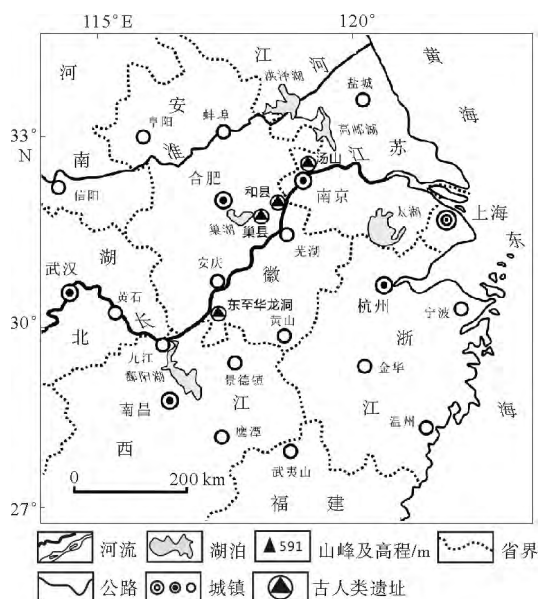 115°E 120°
33°
N
30°
27°
河
南
安
徽
江
苏
黄
海
东
海
湖
北
江
西
浙
江
福 建
淮
河
长
江
洪泽湖
盐城
阜阳
蚌埠
高邮湖
汤山
信阳
合肥
和县
南京
巢湖
巢县
太湖
上海
芜湖
武汉
安庆
杭州
黄石
东至华龙洞
宁波
黄山
九江
鄱阳湖
景德镇
金华
南昌
鹰潭
温州
武夷山
0 200 km
河流 湖泊 591 山峰及高程/m 省界
公路 城镇 古人类遗址